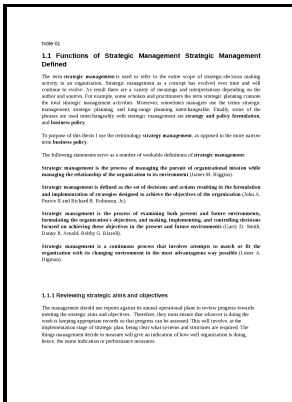 Note 01
1.1 Functions of Strategic Management Strategic Management
Defined
The term strategic management is used to refer to the entire scope of strategic-decision making
activity in an organization. Strategic management as a concept has evolved over time and will
continue to evolve. As result there are a variety of meanings and interpretations depending on the
author and sources. For example, some scholars and practitioners the term strategic planning connote
the total strategic management activities. Moreover, sometimes managers use the terms strategic
management, strategic planning, and long-range planning interchangeable. Finally, some of the
phrases are used interchangeably with strategic management are strategy and policy formulation,
and business policy.
To purpose of this thesis I use the terminology strategic management, as opposed to the more narrow
term business policy.
The following statements serve as a number of workable definitions of strategic management:
Strategic management is the process of managing the pursuit of organizational mission while
managing the relationship of the organization to its environment (James M. Higgins).
Strategic management is defined as the set of decisions and actions resulting in the formulation
and implementation of strategies designed to achieve the objectives of the organization (John A.
Pearce II and Richard B. Robinson, Jr.).
Strategic management is the process of examining both present and future environments,
formulating the organization's objectives, and making, implementing, and controlling decisions
focused on achieving these objectives in the present and future environments (Garry D. Smith,
Danny R. Arnold, Bobby G. Bizzell).
Strategic management is a continuous process that involves attempts to match or fit the
organization with its changing environment in the most advantageous way possible (Lester A.
Digman).
1.1.1 Reviewing strategic aims and objectives
The management should me reports against its annual operational plans to review progress towards
meeting the strategic aims and objectives. Therefore, they must ensure that whoever is doing the
work is keeping appropriate records so that progress can be assessed. This will involve, at the
implementation stage of strategic plan, being clear what systems and structures are required. The
things management decide to measure will give an indication of how well organization is doing,
hence, the name indication or performance measures.